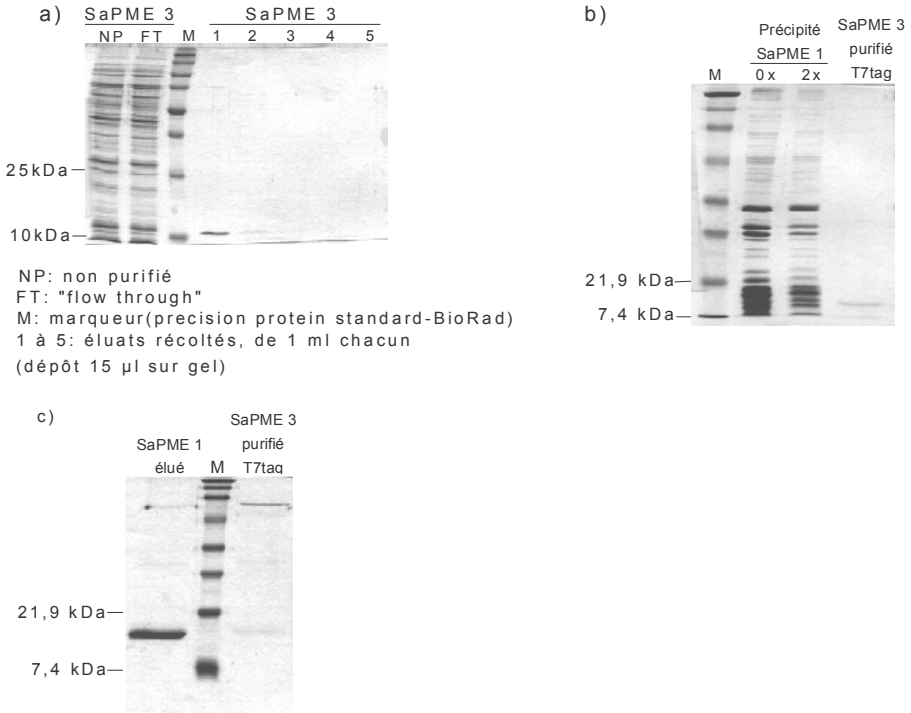 a)
SaPME 3 SaPME 3
NP FT M 1 2 3 4 5
25kDa
10kDa
NP: non purifié
FT: "flow through"
M: marqueur(precision protein standard-BioRad)
1 à 5: éluats récoltés, de 1 ml chacun
(dépôt 15 µl sur gel)
b)
Précipité
SaPME 1
SaPME 3
purifié
T7tag
M 0 x 2 x
21,9 kDa
7,4 kDa
c)
SaPME 1
élué
M
SaPME 3
purifié
T7tag
21,9 kDa
7,4 kDa